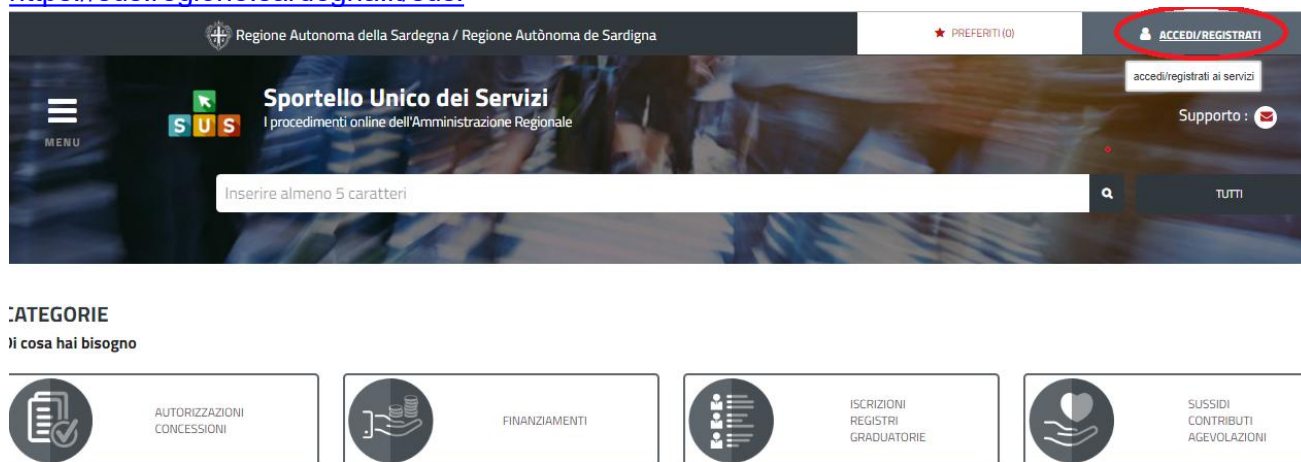 Regione Autonoma della Sardegna / Regione Autònoma de Sardigna
PREFERITI (0)
ACCEDI/REGISTRATI
accedi/registrati ai servizi
MENU
SUS
Sportello Unico dei Servizi
I procedimenti online dell'Amministrazione Regionale
Supporto :
Inserire almeno 5 caratteri
TUTTI
CATEGORIE
Di cosa hai bisogno
AUTORIZZAZIONI
CONCESSIONI
FINANZIAMENTI
ISCRIZIONI
REGISTRI
GRADUATORIE
SUSSIDI
CONTRIBUTI
AGEVOLAZIONI